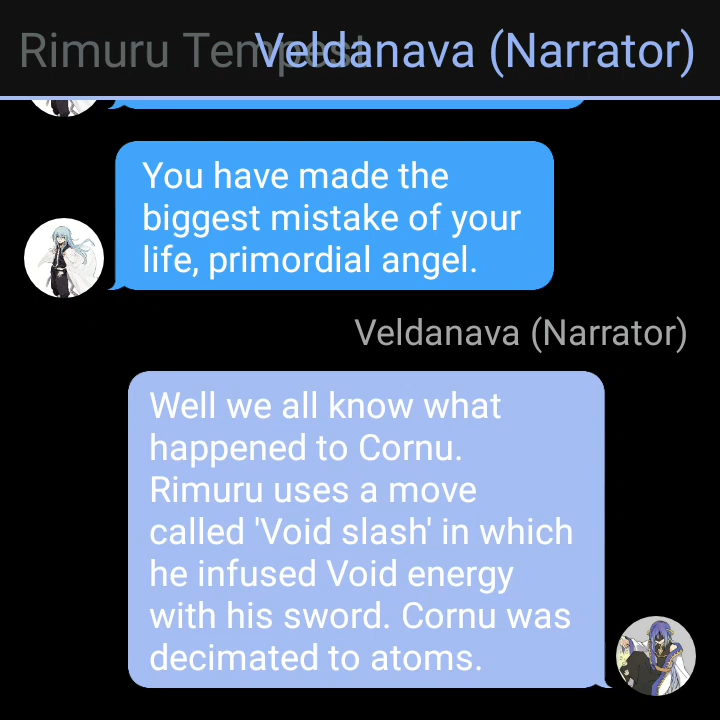 Rimuru Tempest Veldanava (Narrator)
You have made the
biggest mistake of your
life, primordial angel.
Veldanava (Narrator)
Well we all know what
happened to Cornu.
Rimuru uses a move
called 'Void slash' in which
he infused Void energy
with his sword. Cornu was
decimated to atoms.